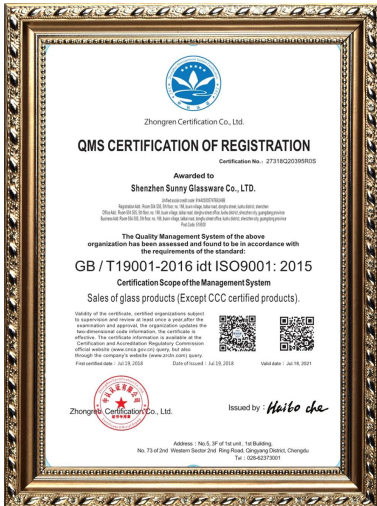 Zhongren Certification Co., Ltd.
QMS CERTIFICATION OF REGISTRATION
Certification No.: 27318Q20395R0S
Awarded to
Shenzhen Sunny Glassware Co., LTD.
The Quality Management System of the above
organization has been assessed and found to be in accordance with
the requirements of the standard:
GB / T19001-2016 idt ISO9001: 2015
Certification Scope of the Management System
Sales of glass products (Except CCC certified products).
Validity of the certificate, certified organizations subject
to supervision and review at least once a year,after the
examination and approval, the organization updates the
two-dimensional code information, the certificate is
effective. The certificate information is available at the
Certification and Accreditation Regulatory Commission
official website (www.cnca.gov.cn) query, but also
through the company's website (www.zrcln.com) query.
First certified date : Jul.19, 2018
Date of Issued : Jul.19, 2018
Valid date : Jul.18, 2021
Zhongren Certification Co., Ltd.
Issued by : Haibo che
Address : No.5, 3F of 1st unit , 1st Building,
No. 73 of 2nd Western Sector 2nd Ring Road, Qingyang District, Chengdu
Tel : 028-62373001